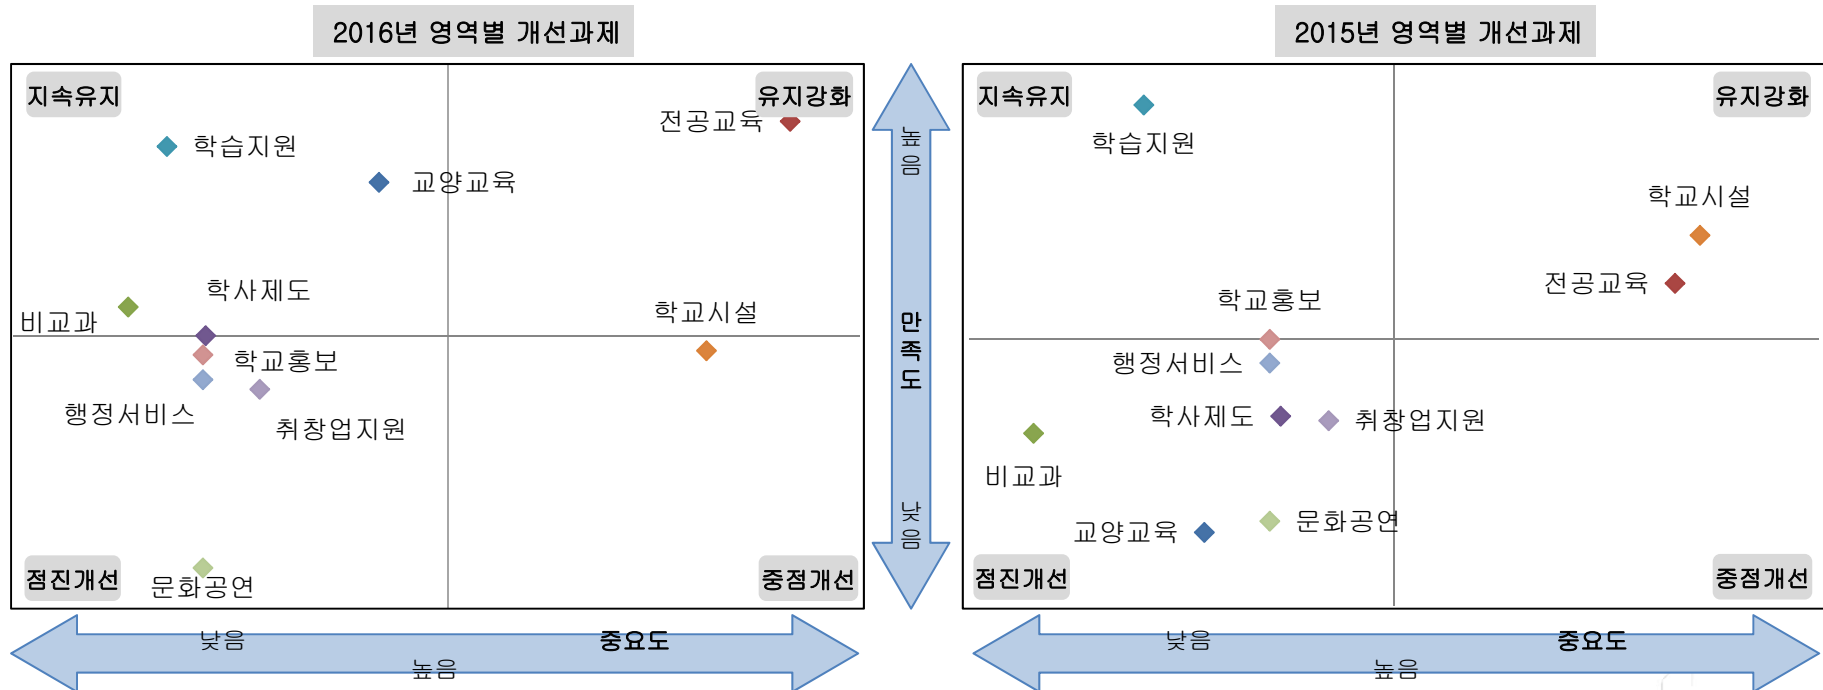 2016년 영역별 개선과제
지속유지
유지강화
전공교육
학습지원
교양교육
학사제도
비교과
학교시설
학교홍보
행정서비스
취창업지원
점진개선
중점개선
문화공연
낮음
중요도
높음
높음
만족도
낮음
2015년 영역별 개선과제
지속유지
유지강화
학습지원
학교시설
전공교육
학교홍보
행정서비스
학사제도
취창업지원
비교과
문화공연
교양교육
점진개선
중점개선
낮음
중요도
높음